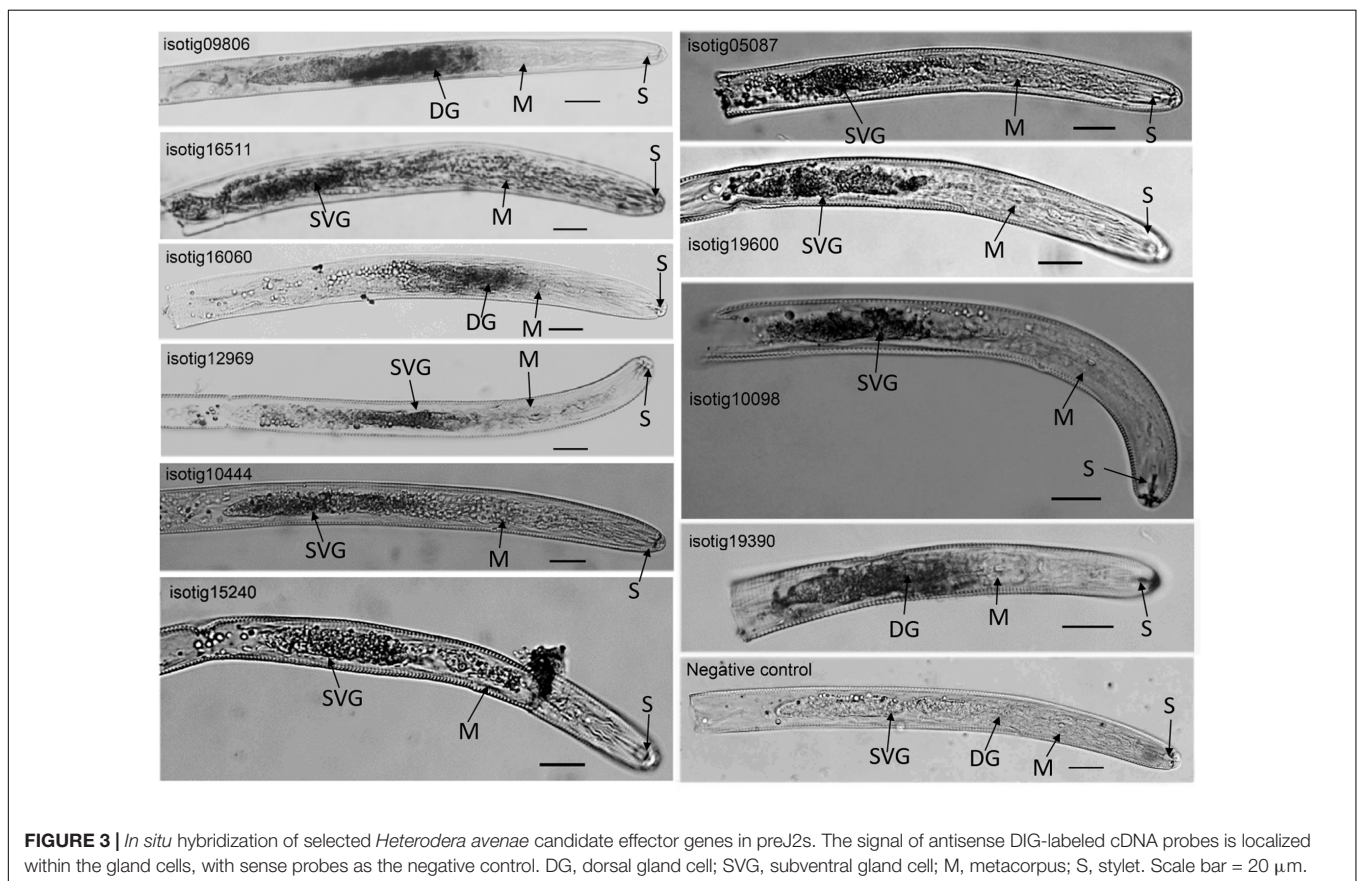 isotig09806
DG
M
S
isotig16511
SVG
M
S
isotig16060
DG
M
S
isotig12969
SVG
M
S
isotig10444
SVG
M
S
isotig15240
SVG
M
S
isotig05087
SVG
M
S
isotig19600
SVG
M
S
isotig10098
SVG
M
S
isotig19390
DG
M
S
Negative control
SVG
DG
M
S
FIGURE 3 | In situ hybridization of selected Heterodera avenae candidate effector genes in preJ2s. The signal of antisense DIG-labeled cDNA probes is localized
within the gland cells, with sense probes as the negative control. DG, dorsal gland cell; SVG, subventral gland cell; M, metacorpus; S, stylet. Scale bar = 20 μm.